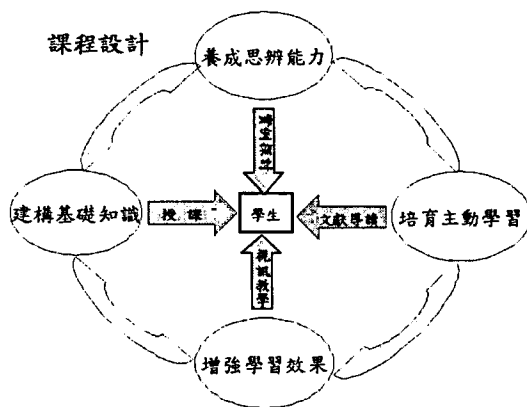 課程設計
養成思辨能力
建構基礎知識
授 課
學生
文獻導讀
培育主動學習
視訊教學
增強學習效果